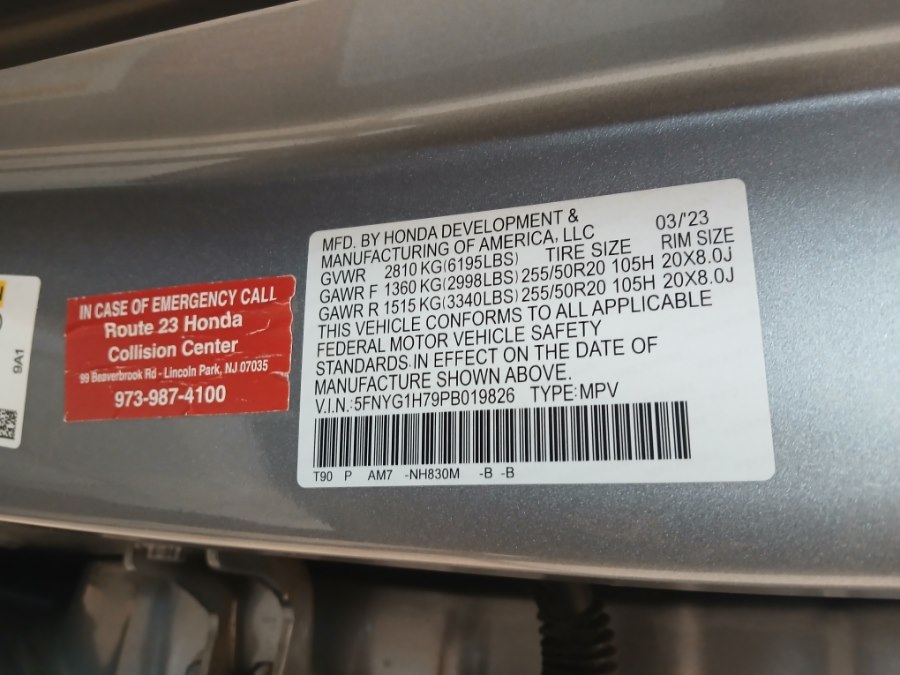 9A1
IN CASE OF EMERGENCY CALL
Route 23 Honda
Collision Center
99 Beaverbrook Rd - Lincoln Park, NJ 07035
973-987-4100
MFD. BY HONDA DEVELOPMENT & 03/'23
MANUFACTURING OF AMERICA, LLC
GVWR 2810 KG(6195LBS) TIRE SIZE RIM SIZE
GAWR F 1360 KG(2998LBS) 255/50R20 105H 20X8.0J
GAWR R 1515 KG(3340LBS) 255/50R20 105H 20X8.0J
THIS VEHICLE CONFORMS TO ALL APPLICABLE
FEDERAL MOTOR VEHICLE SAFETY
STANDARDS IN EFFECT ON THE DATE OF
MANUFACTURE SHOWN ABOVE.
V.I.N.:5FNYG1H79PB019826 TYPE:MPV
T90 P AM7 -NH830M -B -B